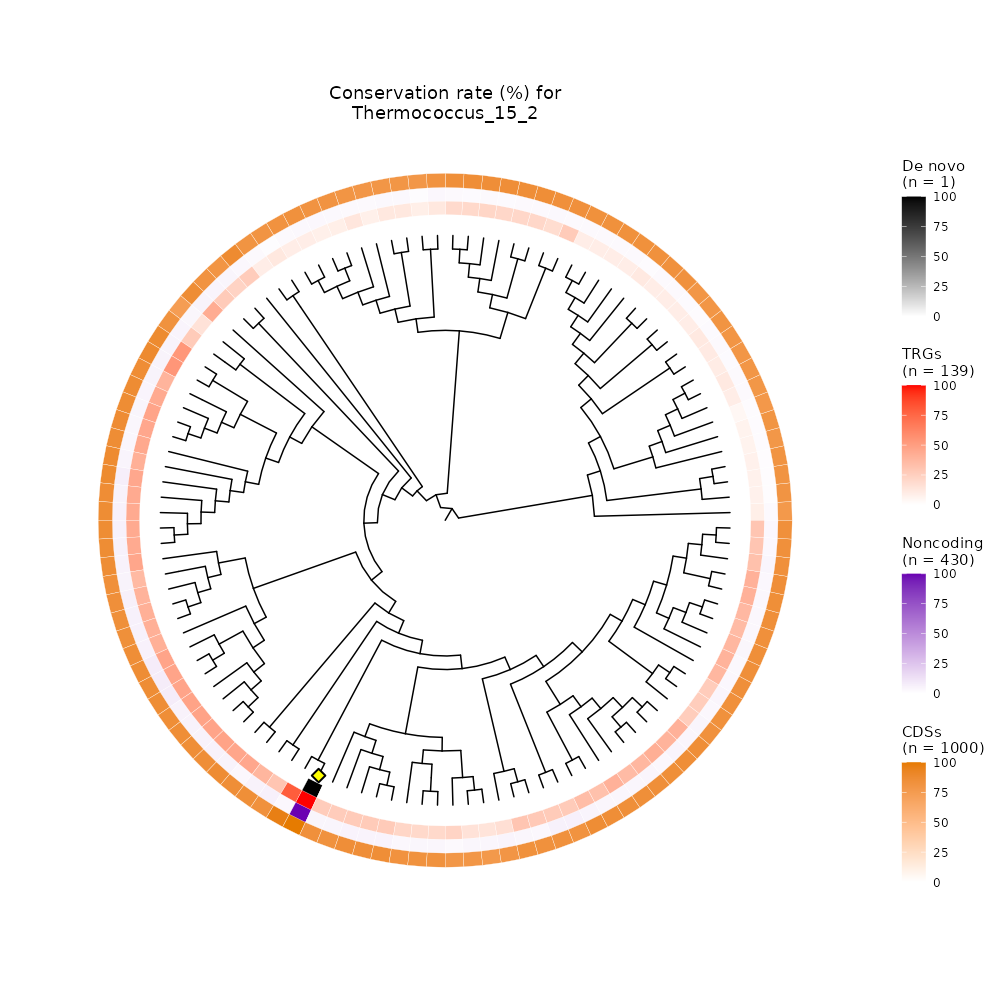 Conservation rate (%) for
Thermococcus_15_2
De novo
(n = 1)
100
75
50
25
0
TRGs
(n = 139)
100
75
50
25
0
Noncoding
(n = 430)
100
75
50
25
0
CDSs
(n = 1000)
100
75
50
25
0